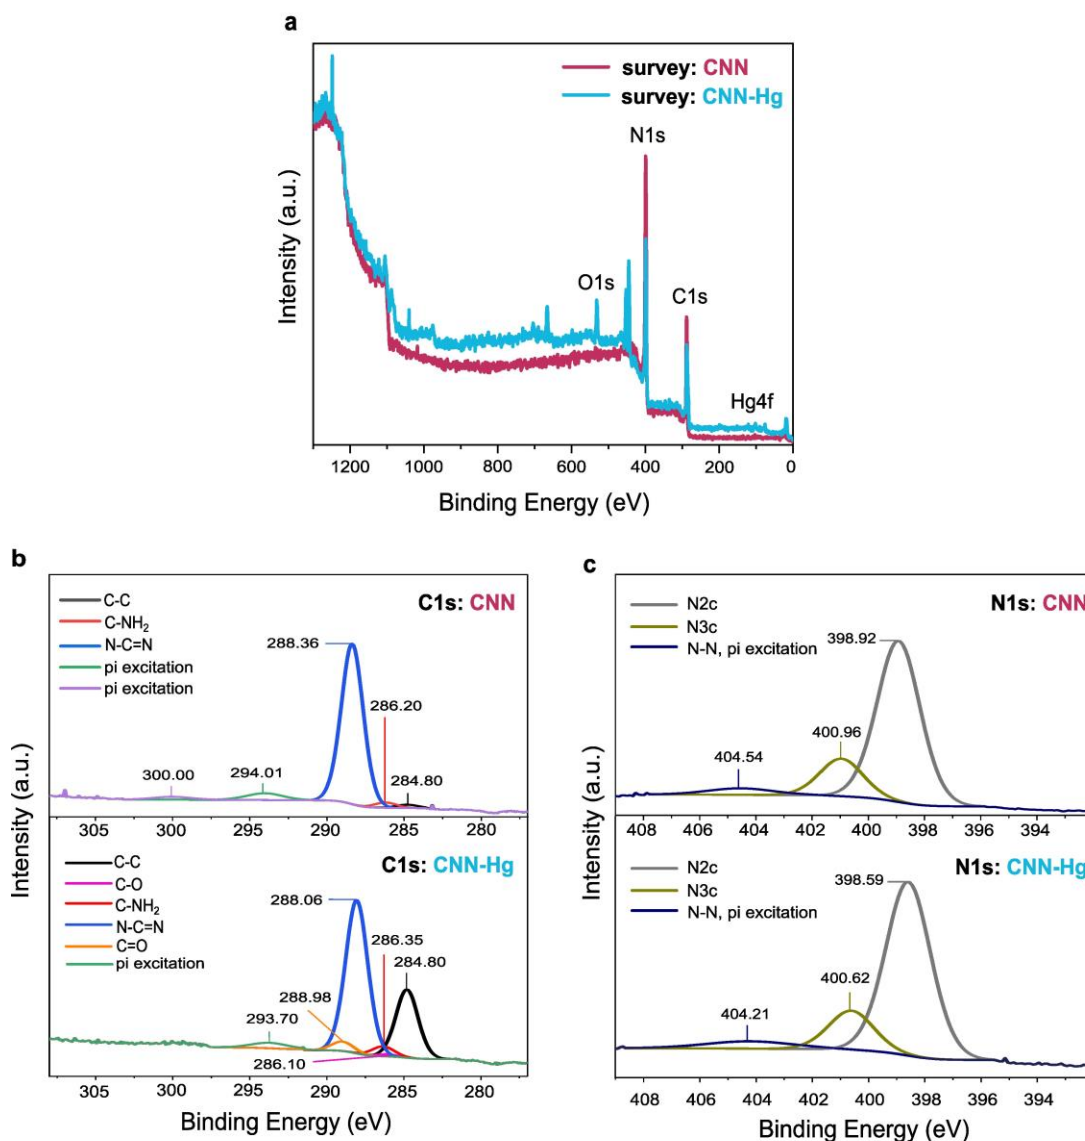 a
survey: CNN
survey: CNN-Hg
N1s
O1s
C1s
Hg4f
Intensity (a.u.)
1200 1000 800 600 400 200 0
Binding Energy (eV)
b
C1s: CNN
C-C
C-NH₂
N-C=N
pi excitation
pi excitation
288.36
286.20
284.80
294.01
300.00
305 300 295 290 285 280
C1s: CNN-Hg
C-C
C-O
C-NH₂
N-C=N
C=O
pi excitation
288.06
286.35
284.80
288.98
293.70
286.10
305 300 295 290 285 280
Intensity (a.u.)
Binding Energy (eV)
c
N1s: CNN
N2c
N3c
N-N, pi excitation
398.92
400.96
404.54
408 406 404 402 400 398 396 394
N1s: CNN-Hg
N2c
N3c
N-N, pi excitation
398.59
400.62
404.21
408 406 404 402 400 398 396 394
Intensity (a.u.)
Binding Energy (eV)